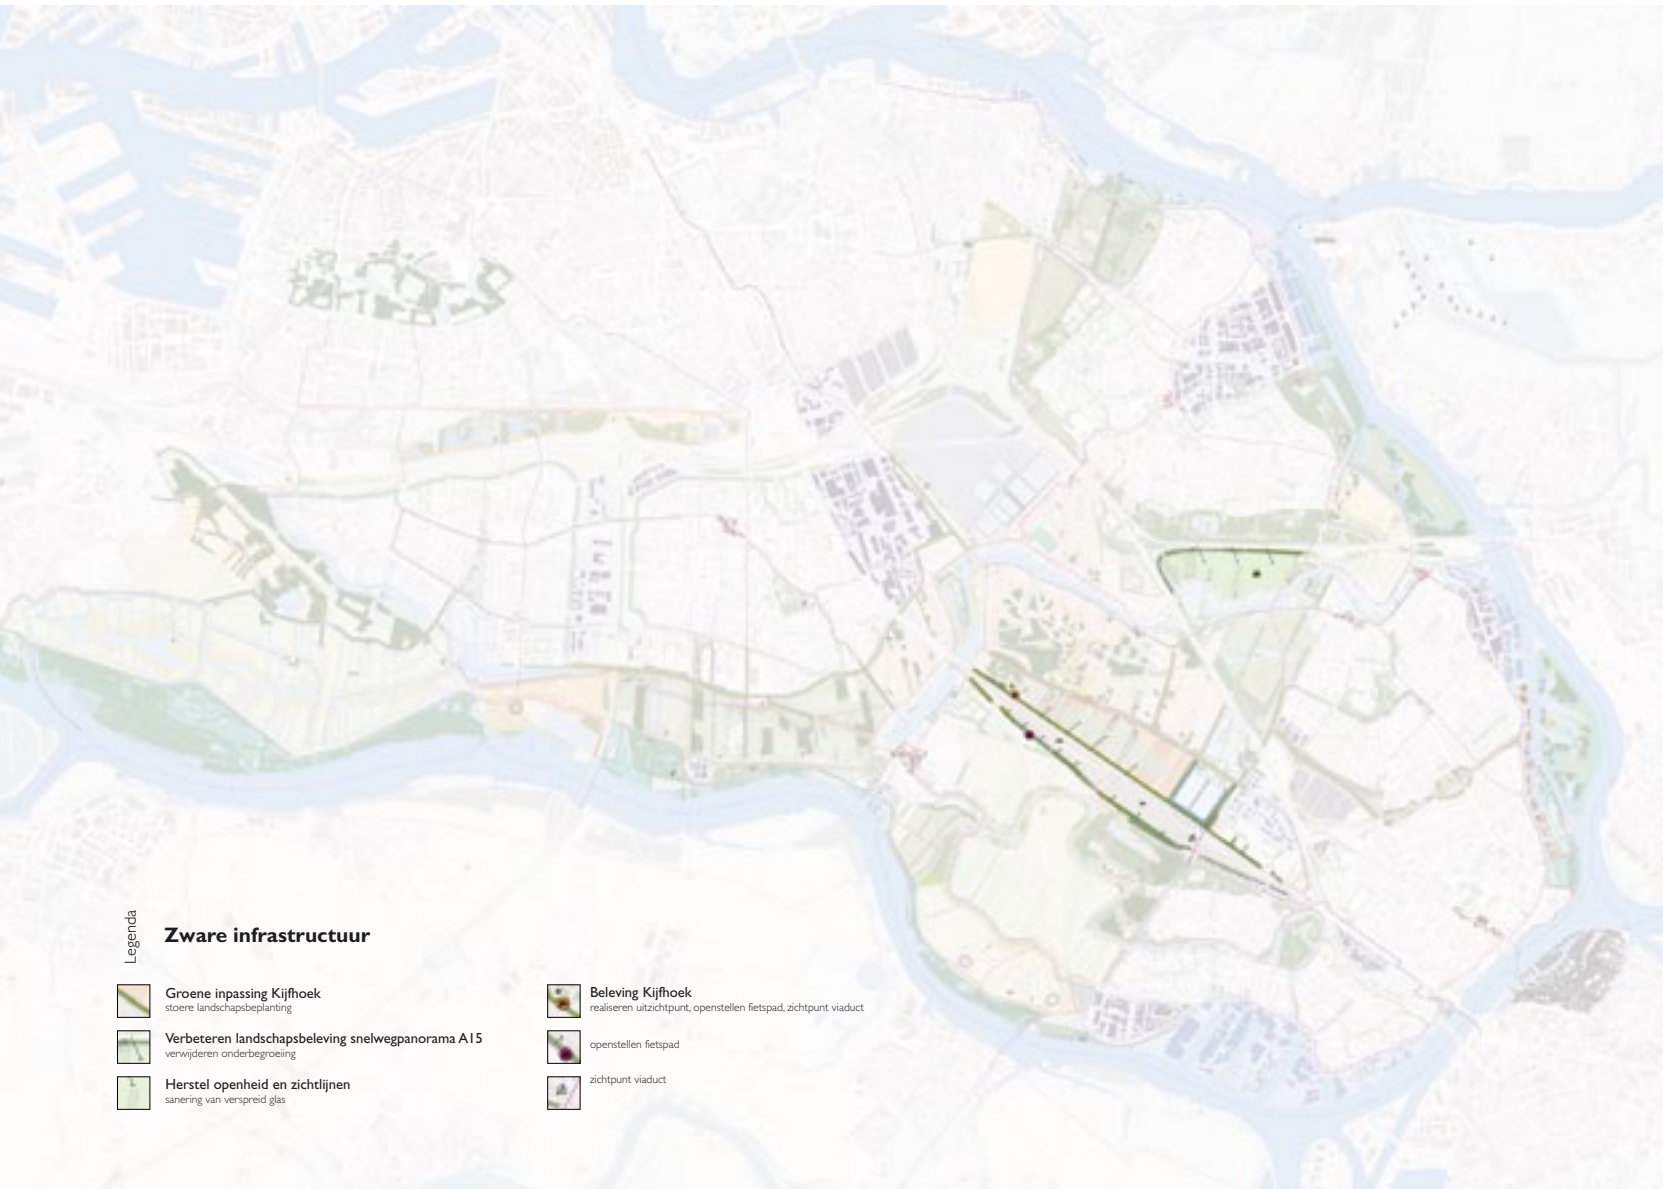 Legenda
Zware infrastructuur
Groene inpassing Kijfhoek
stoere landschapsbeplanting
Verbeteren landschapsbeleving snelwegpanorama A15
verwijderen onderbegroeiing
Herstel openheid en zichtlijnen
sanering van verspreid glas
Beleving Kijfhoek
realiseren uitzichtpunt, openstellen fietspad, zichtpunt viaduct
openstellen fietspad
zichtpunt viaduct